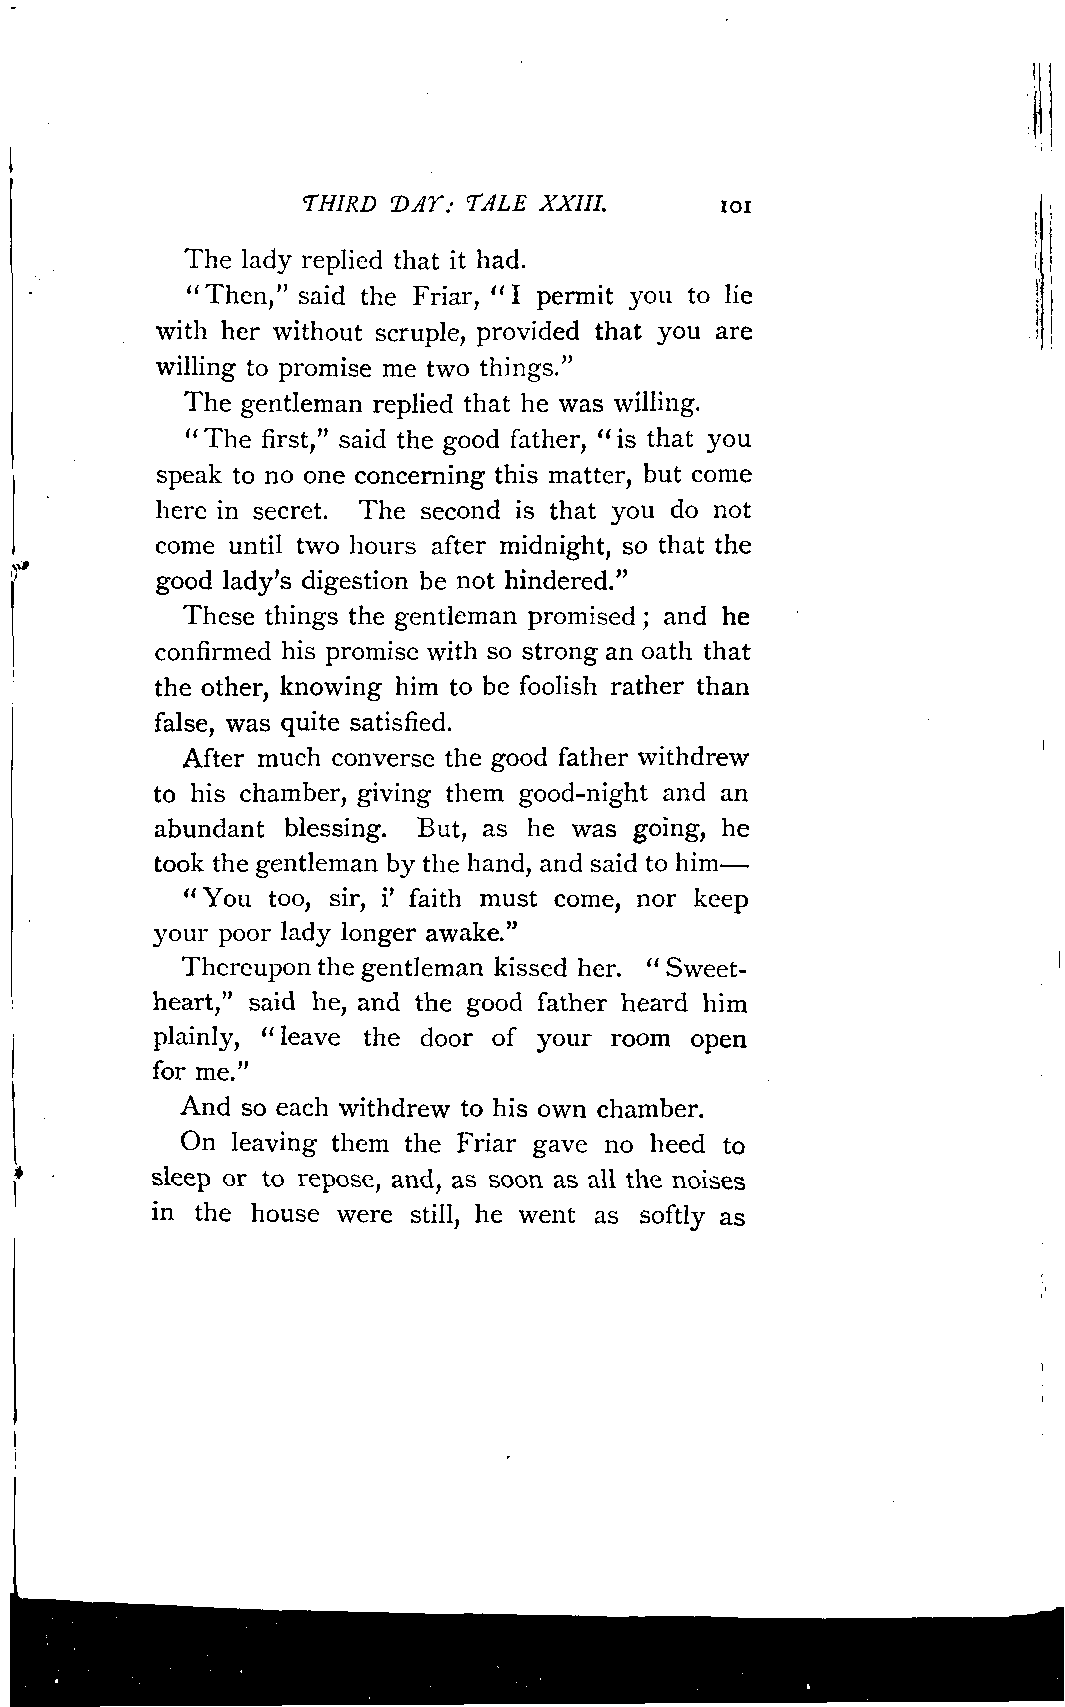 THIRD DAY: TALE XXIII. 101
The lady replied that it had.
"Then," said the Friar, "I permit you to lie
with her without scruple, provided that you are
willing to promise me two things."
The gentleman replied that he was willing.
"The first," said the good father, "is that you
speak to no one concerning this matter, but come
here in secret. The second is that you do not
come until two hours after midnight, so that the
good lady's digestion be not hindered."
These things the gentleman promised; and he
confirmed his promise with so strong an oath that
the other, knowing him to be foolish rather than
false, was quite satisfied.
After much converse the good father withdrew
to his chamber, giving them good-night and an
abundant blessing. But, as he was going, he
took the gentleman by the hand, and said to him—
"You too, sir, i' faith must come, nor keep
your poor lady longer awake."
Thereupon the gentleman kissed her. "Sweet-
heart," said he, and the good father heard him
plainly, "leave the door of your room open
for me."
And so each withdrew to his own chamber.
On leaving them the Friar gave no heed to
sleep or to repose, and, as soon as all the noises
in the house were still, he went as softly as